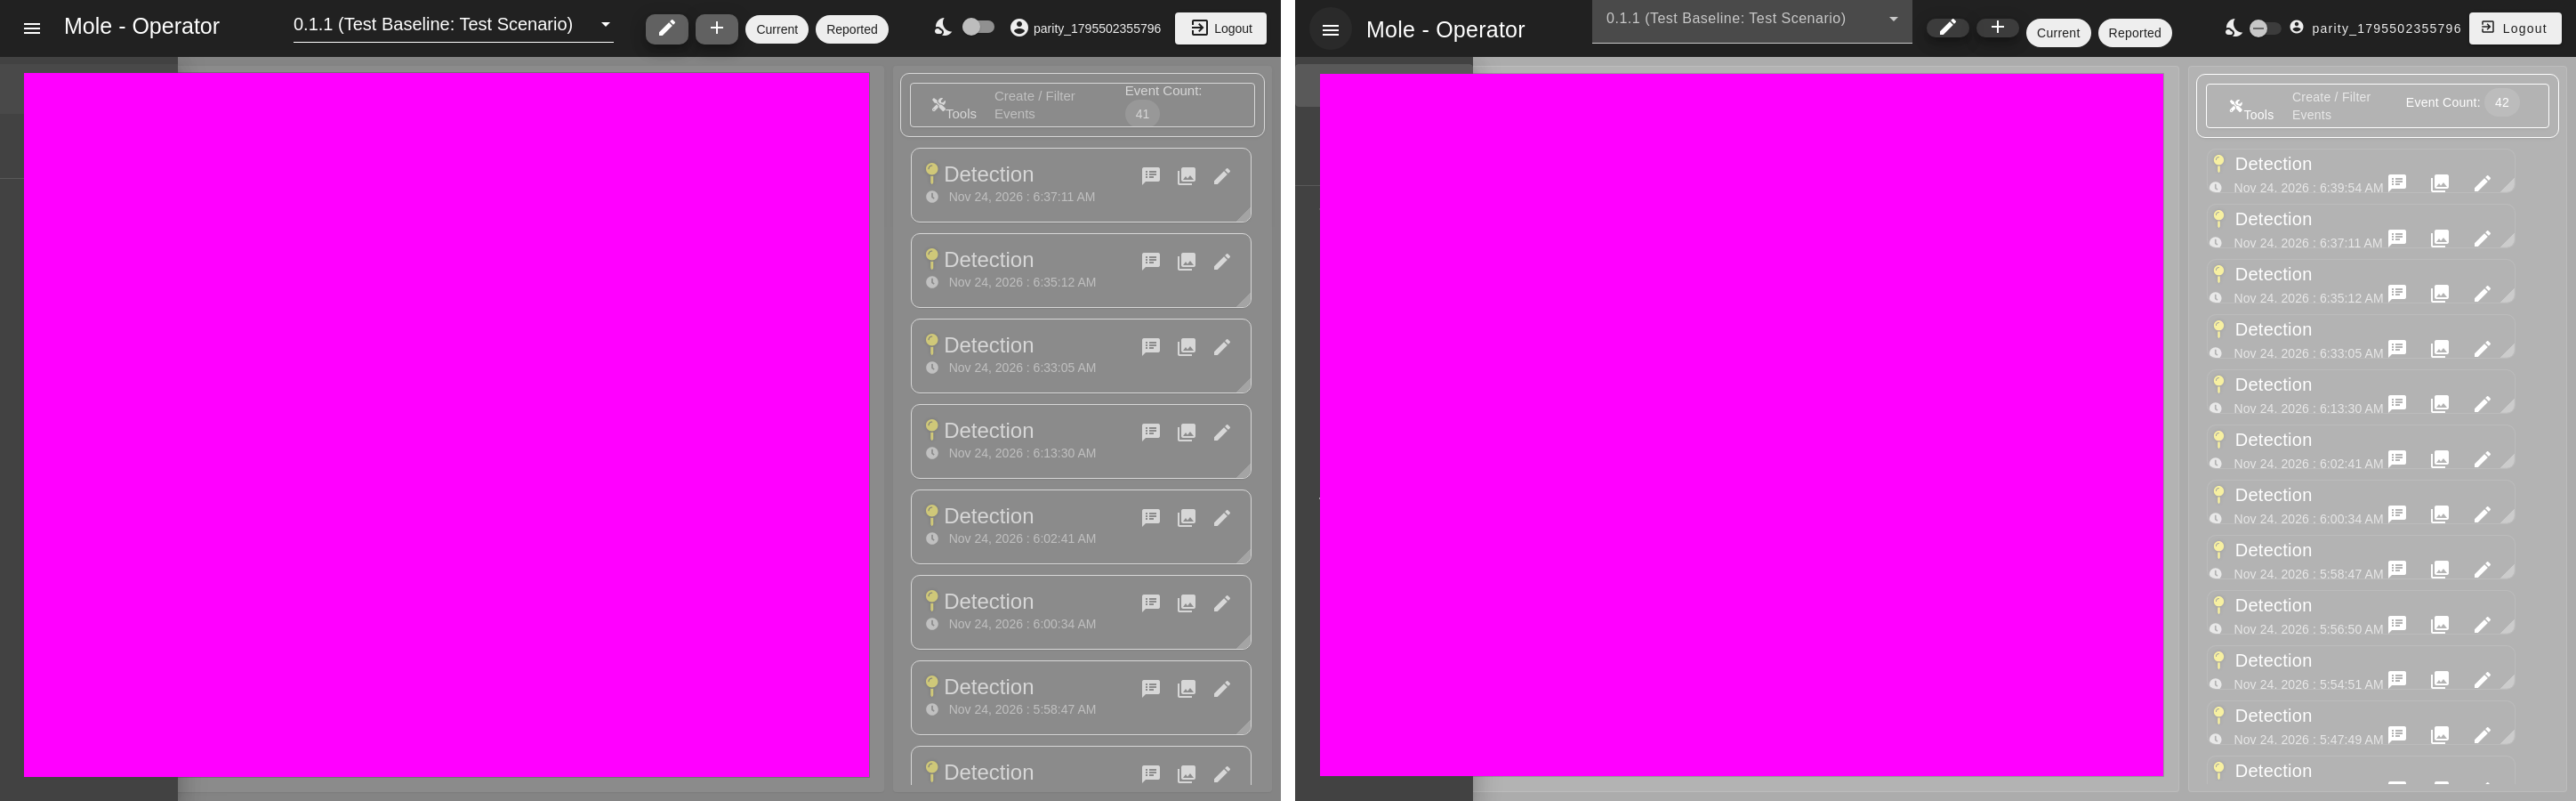 Mole - Operator
0.1.1 (Test Baseline: Test Scenario)
Current
Reported
parity_1795502355796
Logout
Tools
Create / Filter
Events
Event Count:
41
Detection
Nov 24, 2026 : 6:37:11 AM
Detection
Nov 24, 2026 : 6:35:12 AM
Detection
Nov 24, 2026 : 6:33:05 AM
Detection
Nov 24, 2026 : 6:13:30 AM
Detection
Nov 24, 2026 : 6:02:41 AM
Detection
Nov 24, 2026 : 6:00:34 AM
Detection
Nov 24, 2026 : 5:58:47 AM
Detection
Mole - Operator
0.1.1 (Test Baseline: Test Scenario)
Current
Reported
parity_1795502355796
Logout
Tools
Create / Filter
Events
Event Count: 42
Detection
Nov 24, 2026 : 6:39:54 AM
Detection
Nov 24, 2026 : 6:37:11 AM
Detection
Nov 24, 2026 : 6:35:12 AM
Detection
Nov 24, 2026 : 6:33:05 AM
Detection
Nov 24, 2026 : 6:13:30 AM
Detection
Nov 24, 2026 : 6:02:41 AM
Detection
Nov 24, 2026 : 6:00:34 AM
Detection
Nov 24, 2026 : 5:58:47 AM
Detection
Nov 24, 2026 : 5:56:50 AM
Detection
Nov 24, 2026 : 5:54:51 AM
Detection
Nov 24, 2026 : 5:47:49 AM
Detection